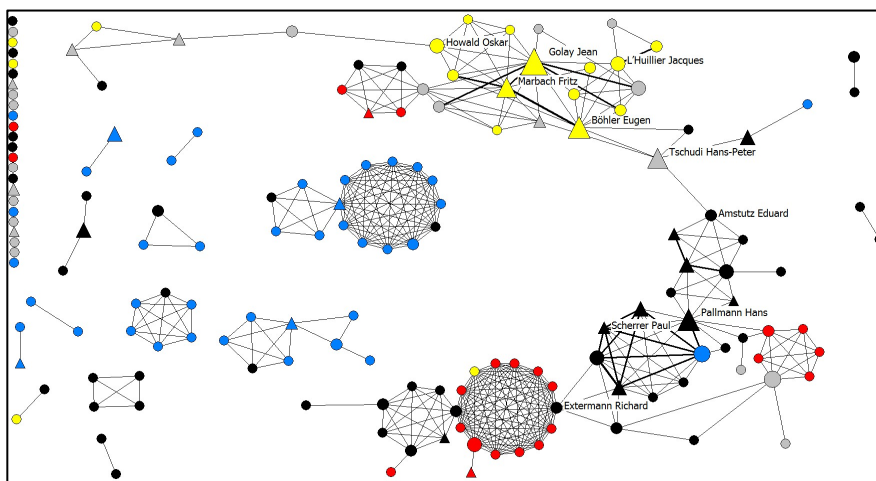 Howald Oskar
Golay Jean
L'Huillier Jacques
Marbach Fritz
Böhler Eugen
Tschudi Hans-Peter
Amstutz Eduard
Pallmann Hans
Scherrer Paul
Extermann Richard